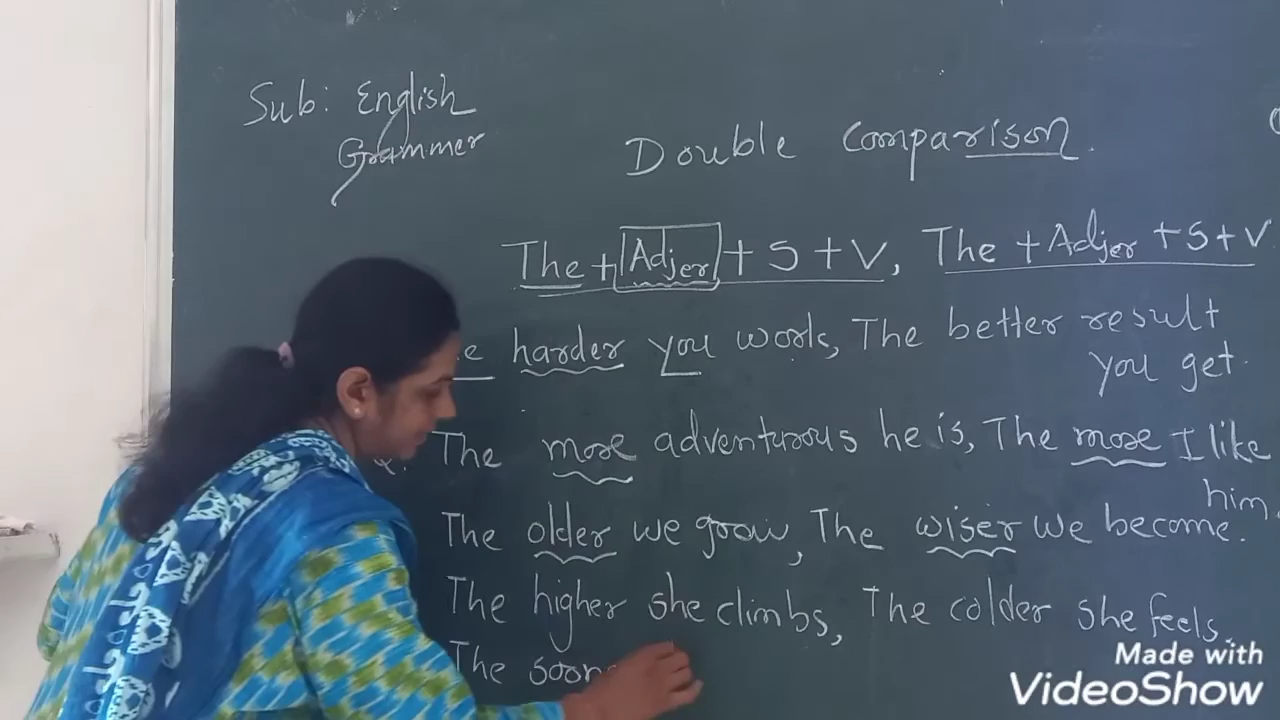 Sub: English
Grammer
Double Comparison.
The + Adjer + S + V, The + Adjer + S + V
harder you work, The better result
you get.
The more adventurous he is, The more I like
him.
The older we grow, The wiser we become.
The higher she climbs, The colder she feels.
The
Made with
VideoShow